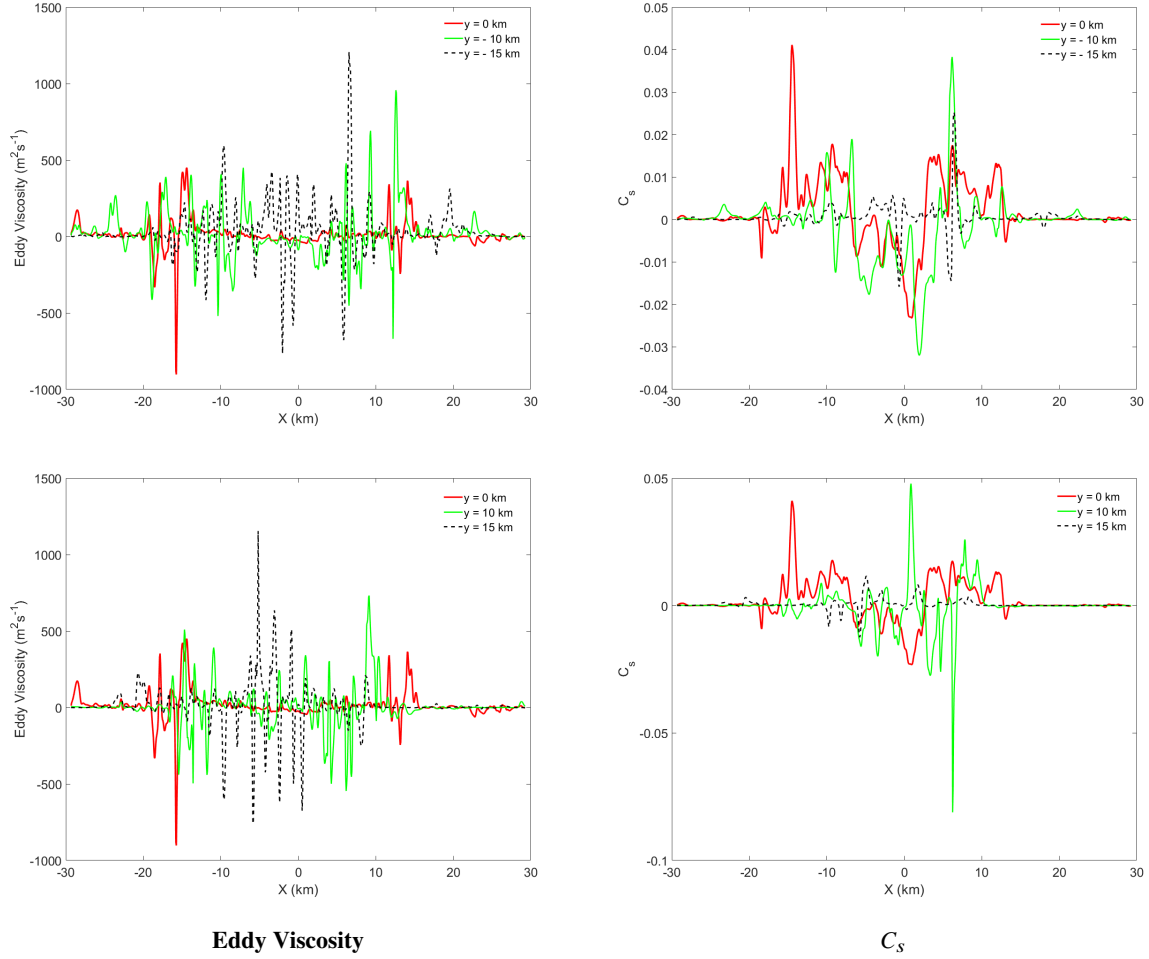 1500
1000
500
0
-500
-1000
Eddy Viscosity (m²s⁻¹)
y = 0 km
y = - 10 km
y = - 15 km
-30 -20 -10 0 10 20 30
X (km)
0.05
0.04
0.03
0.02
0.01
0
-0.01
-0.02
-0.03
-0.04
C_s
y = 0 km
y = - 10 km
y = - 15 km
-30 -20 -10 0 10 20 30
X (km)
1500
1000
500
0
-500
-1000
Eddy Viscosity (m²s⁻¹)
y = 0 km
y = 10 km
y = 15 km
-30 -20 -10 0 10 20 30
X (km)
0.05
0
-0.05
-0.1
C_s
y = 0 km
y = 10 km
y = 15 km
-30 -20 -10 0 10 20 30
X (km)
Eddy Viscosity
C_s